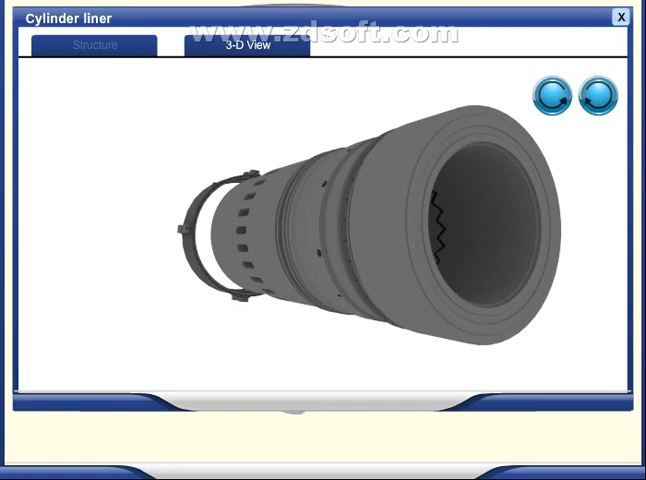 Cylinder liner
X
www.zdsoft.com
Structure
3-D View